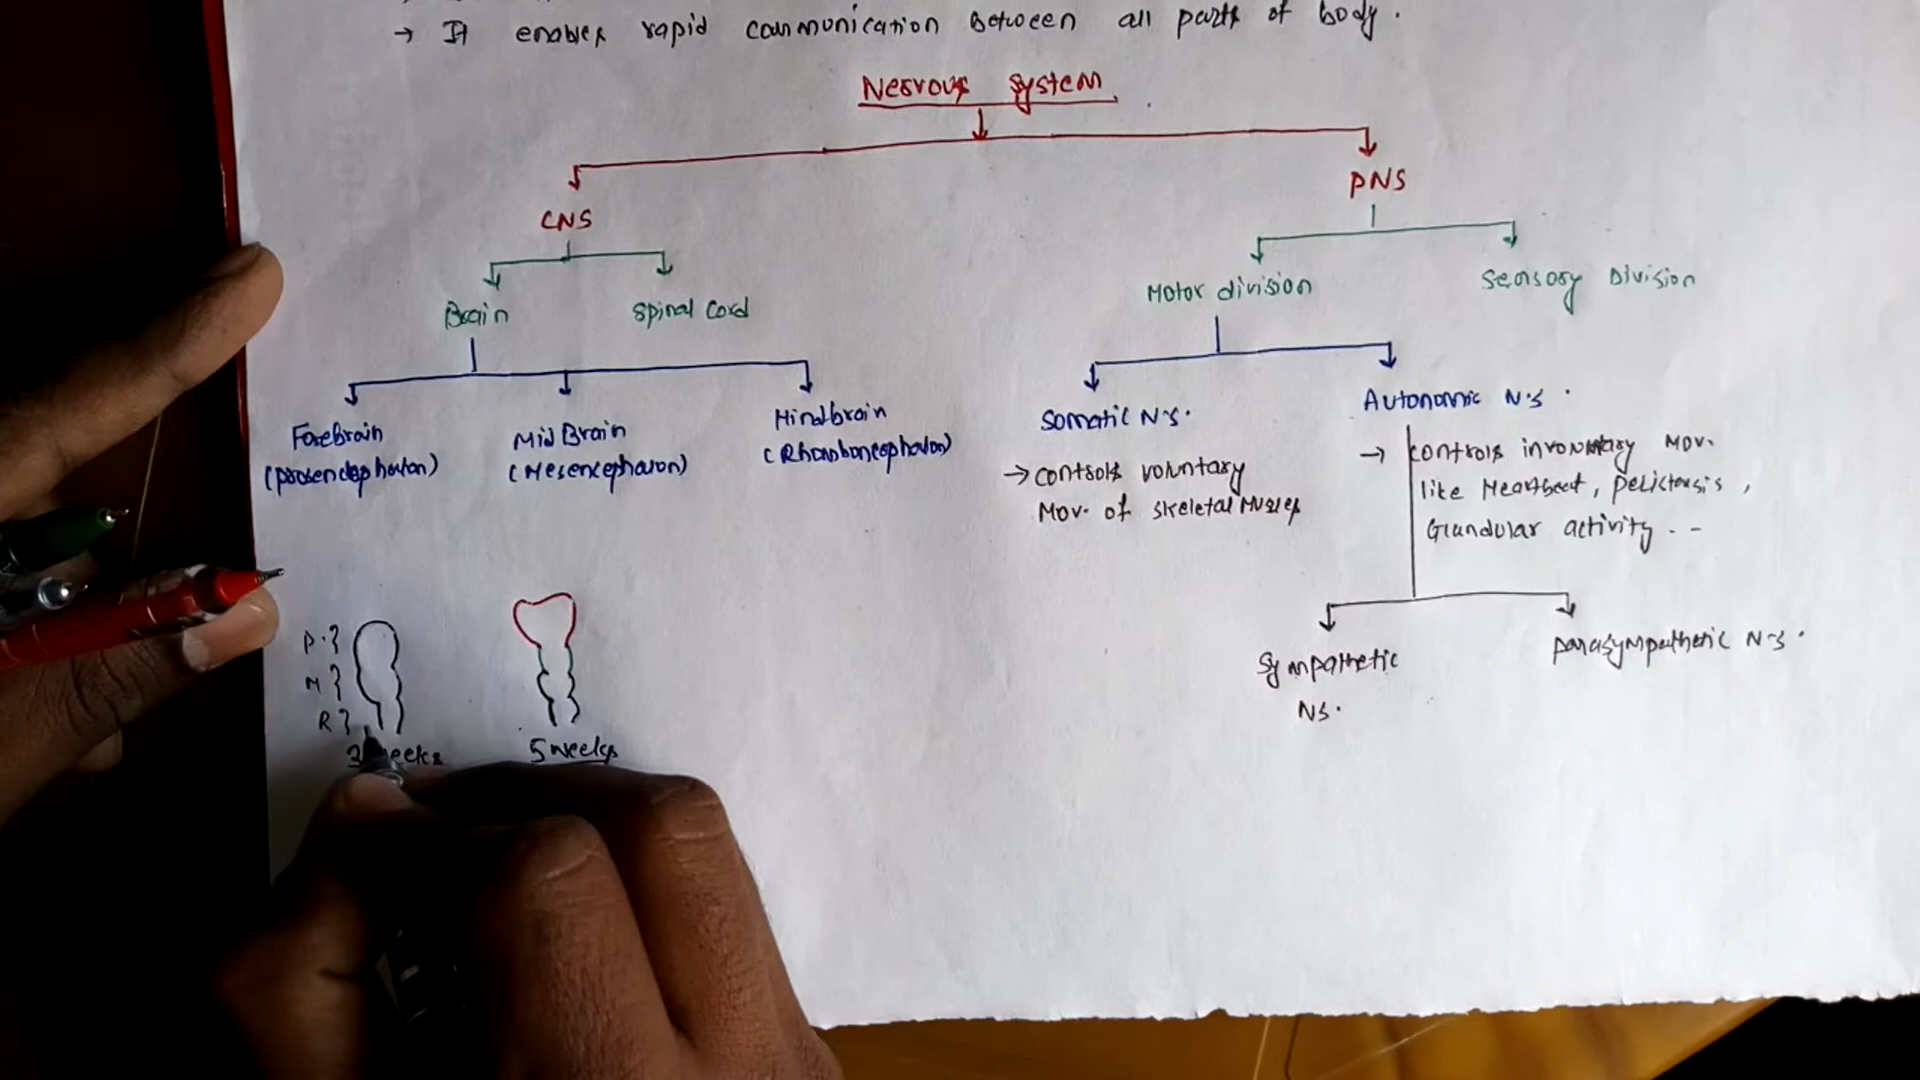 → It enables rapid communication between all parts of body.
Nervous system
CNS
PNS
Brain
Spinal cord
Motor division
Sensory Division
Forebrain
(prosencephalon)
Mid Brain
(Mesencephalon)
Hindbrain
(Rhombencephalon)
Somatic N.S.
→ controls voluntary
Mov. of skeletal Muscles
Autonomic N.S.
→ controls involuntary Mov.
like Heartbeat, pelictarsis,
Glandular activity . --
Sympathetic
NS.
parasympathetic N.S.
P.}
M}
R}
5 weeks